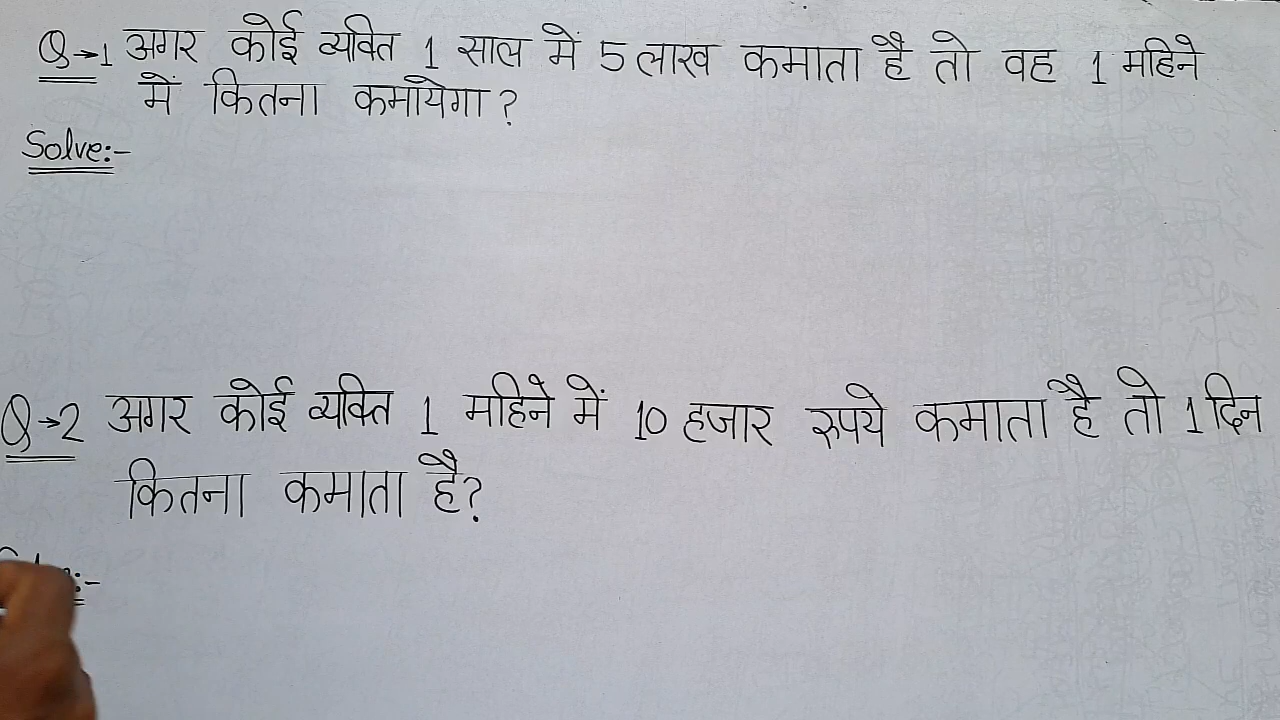 Q→1 अगर कोई व्यक्ति 1 साल में 5 लाख कमाता है तो वह 1 महिने
में कितना कमायेगा?
Solve:-
Q→2 अगर कोई व्यक्ति 1 महिने में 10 हजार रुपये कमाता है तो 1 दिन
कितना कमाता है?
:-